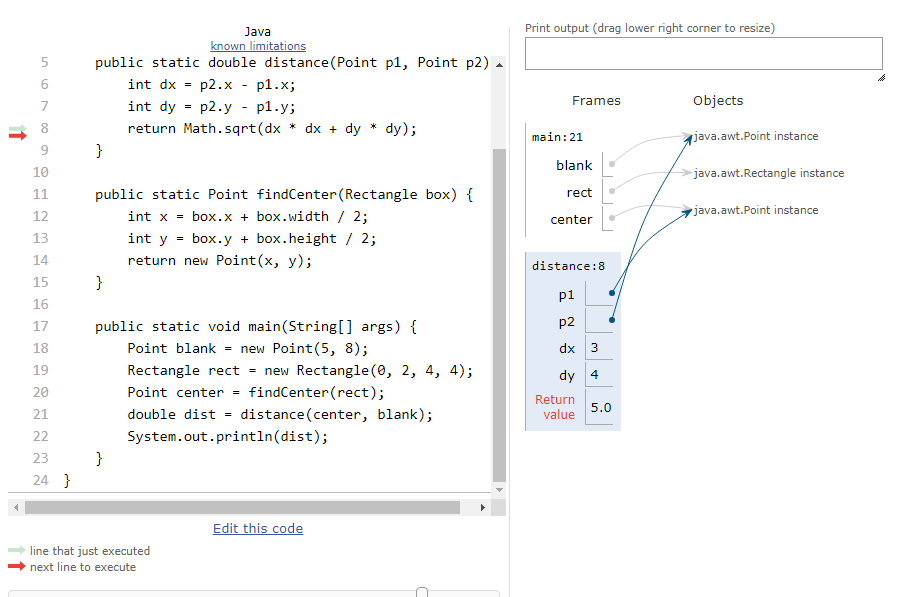 Java
known limitations
5 public static double distance(Point p1, Point p2)
6 int dx = p2.x - p1.x;
7 int dy = p2.y - p1.y;
8 return Math.sqrt(dx * dx + dy * dy);
9 }
10
11 public static Point findCenter(Rectangle box) {
12 int x = box.x + box.width / 2;
13 int y = box.y + box.height / 2;
14 return new Point(x, y);
15 }
16
17 public static void main(String[] args) {
18 Point blank = new Point(5, 8);
19 Rectangle rect = new Rectangle(0, 2, 4, 4);
20 Point center = findCenter(rect);
21 double dist = distance(center, blank);
22 System.out.println(dist);
23 }
24 }
Edit this code
line that just executed
next line to execute
Print output (drag lower right corner to resize)
Frames Objects
main:21
blank
rect
center
java.awt.Point instance
java.awt.Rectangle instance
java.awt.Point instance
distance:8
p1
p2
dx 3
dy 4
Return
value 5.0